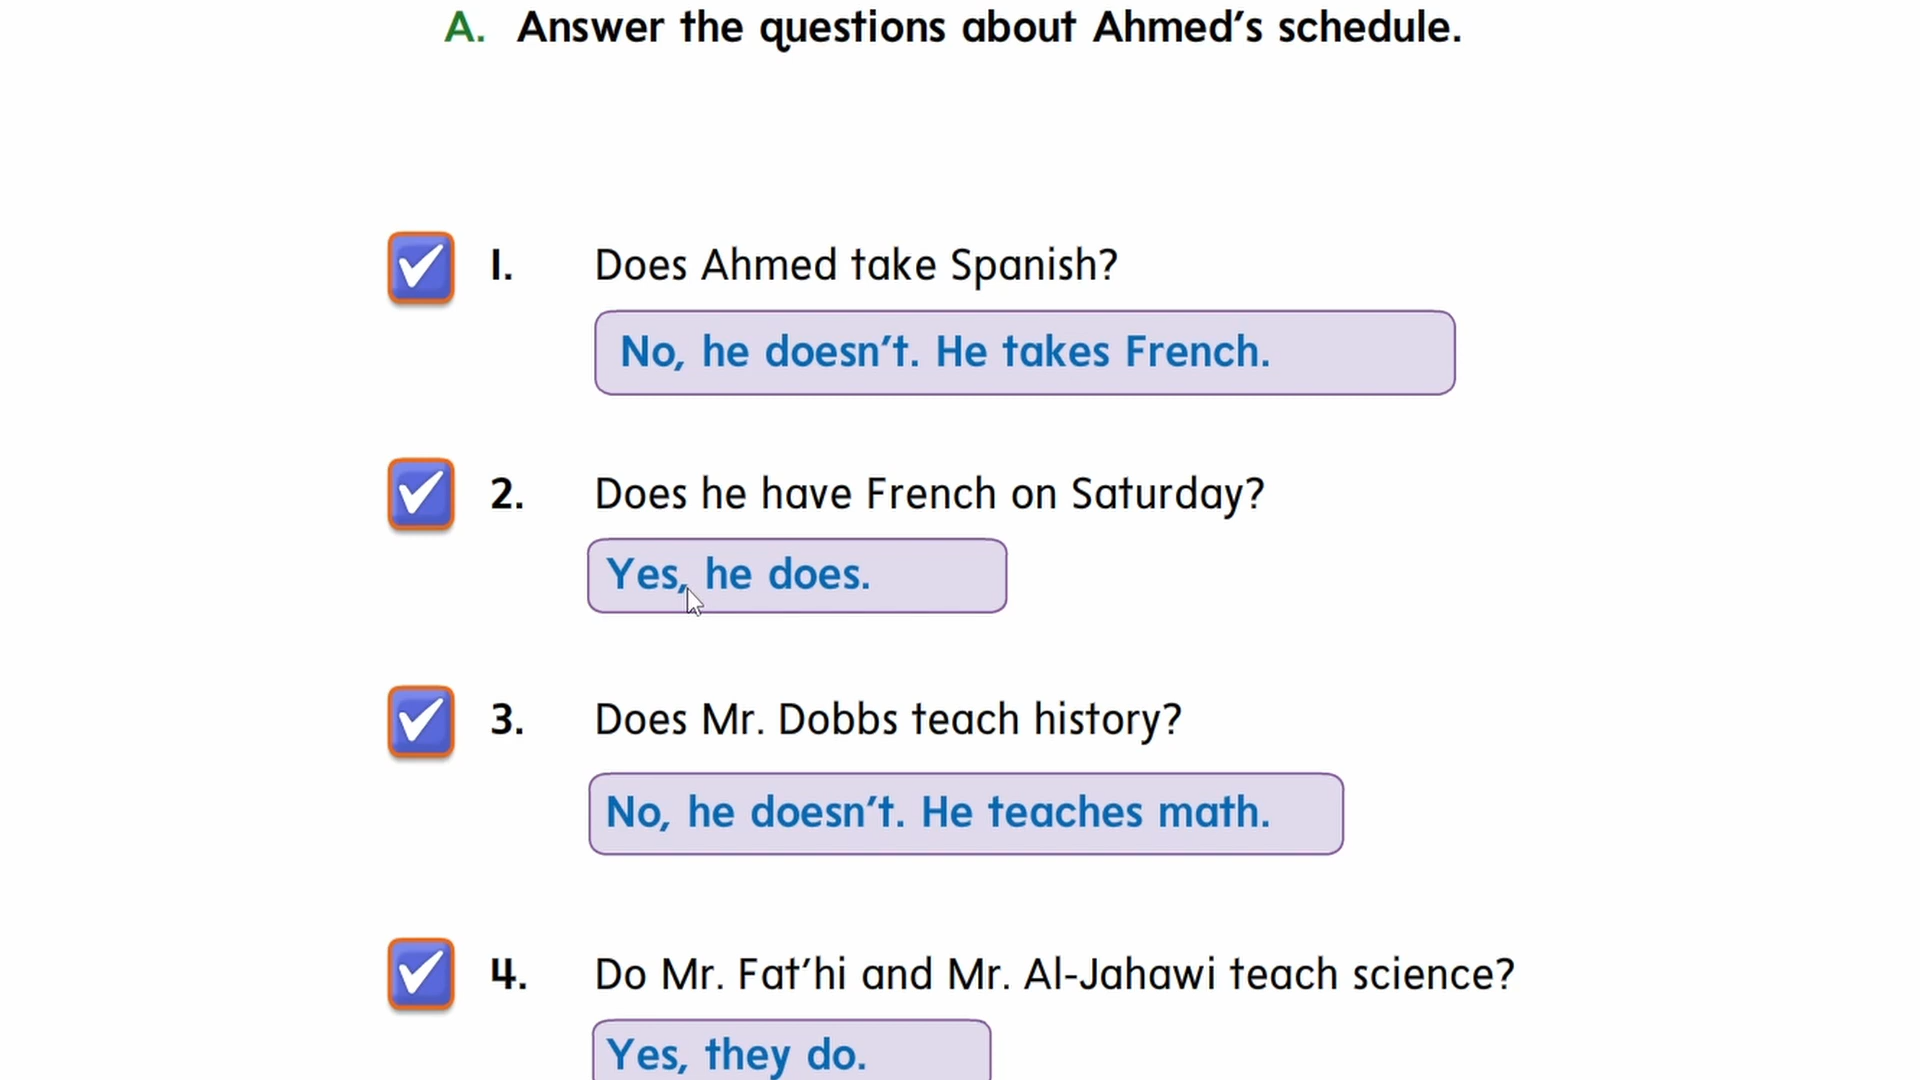 A. Answer the questions about Ahmed's schedule.
1. Does Ahmed take Spanish?
No, he doesn't. He takes French.
2. Does he have French on Saturday?
Yes, he does.
3. Does Mr. Dobbs teach history?
No, he doesn't. He teaches math.
4. Do Mr. Fat'hi and Mr. Al-Jahawi teach science?
Yes, they do.